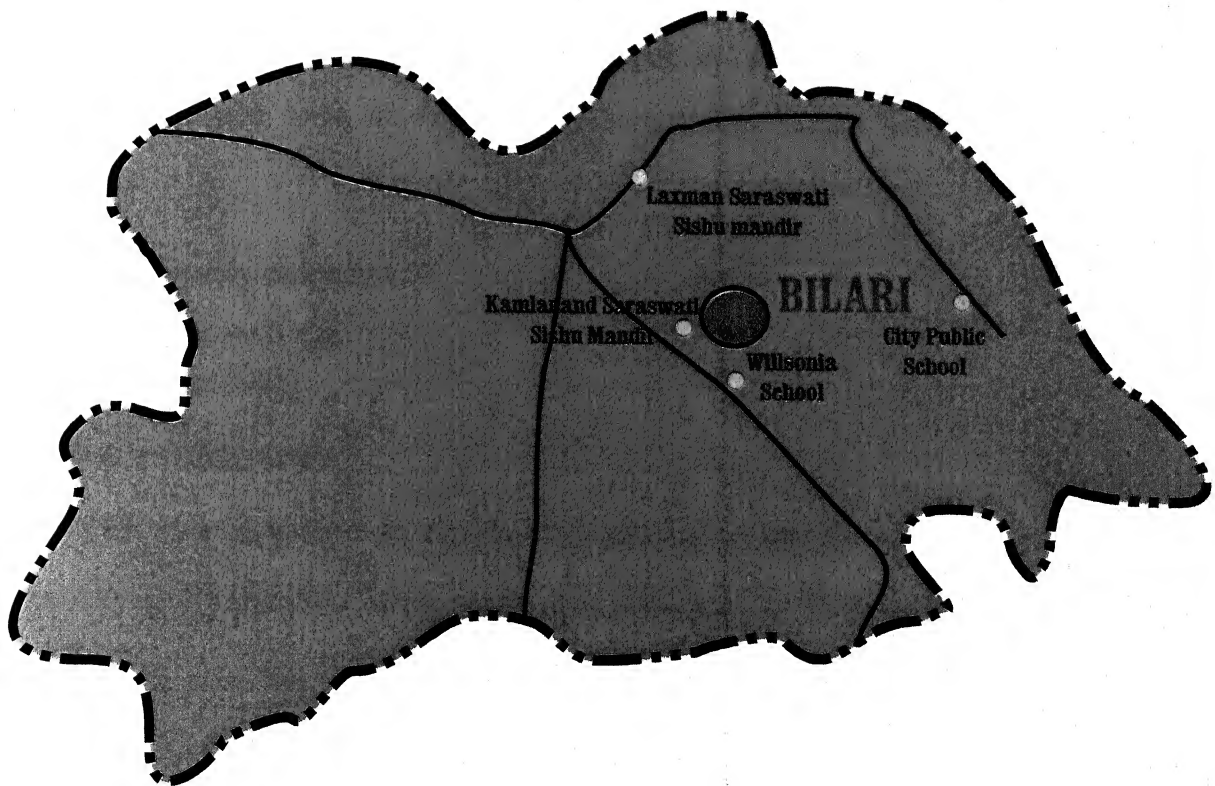 Laxman Saraswati
Sishu mandir
BILARI
Kamlanand Saraswati
Sishu Mandir
City Public
School
Willsonia
School